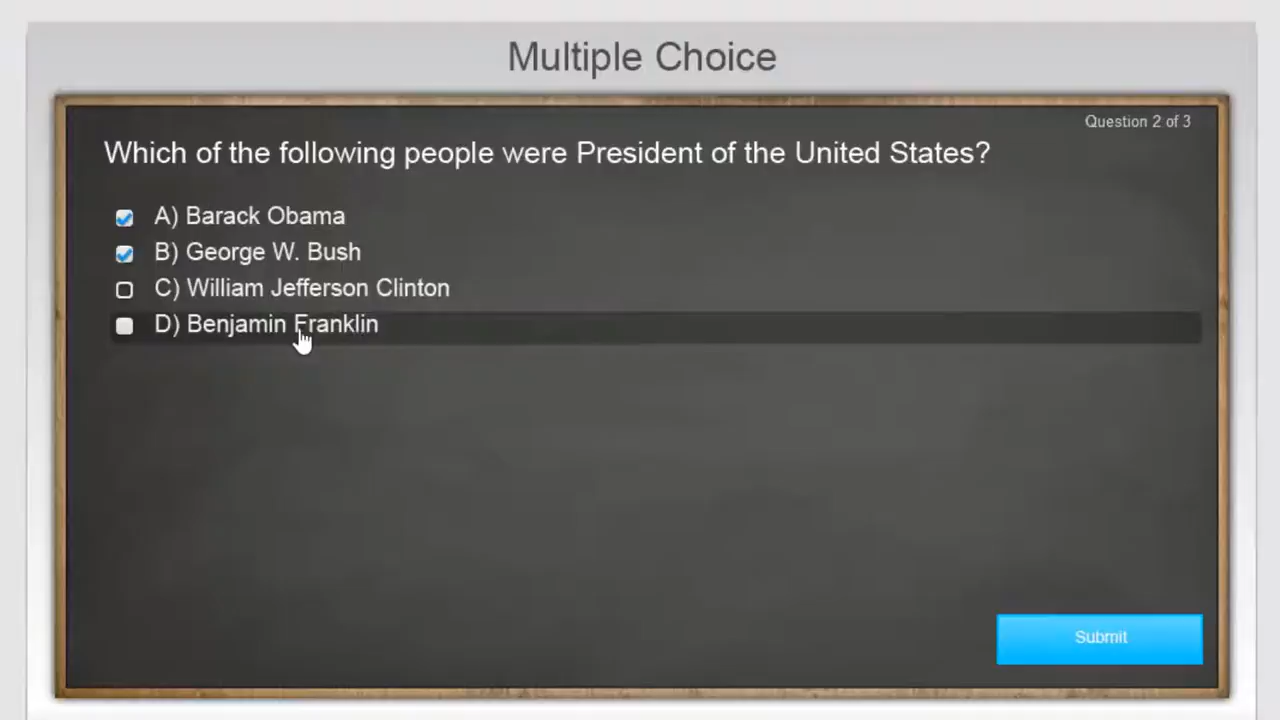 Multiple Choice
Question 2 of 3
Which of the following people were President of the United States?
A) Barack Obama
B) George W. Bush
C) William Jefferson Clinton
D) Benjamin Franklin
Submit